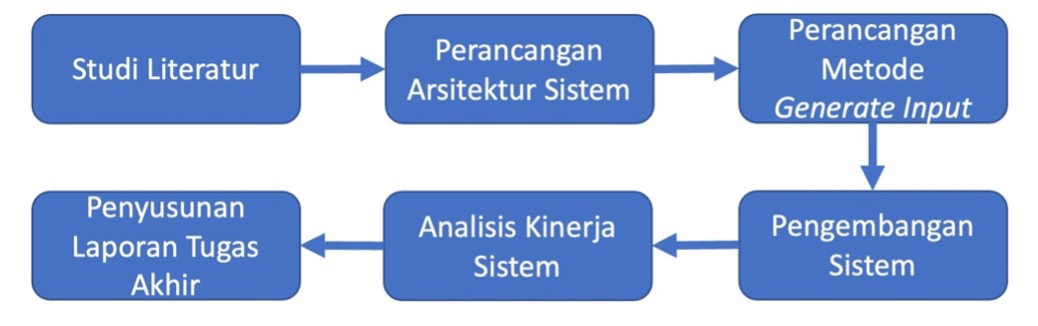 Studi Literatur
Perancangan
Arsitektur Sistem
Perancangan
Metode
Generate Input
Pengembangan
Sistem
Analisis Kinerja
Sistem
Penyusunan
Laporan Tugas
Akhir